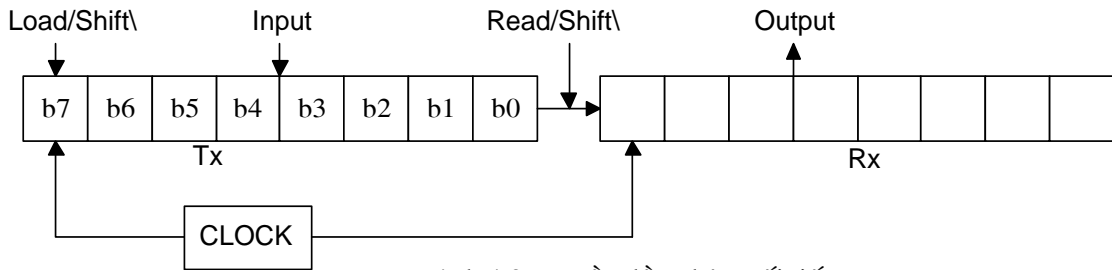 Load/Shift\ Input Read/Shift\ Output
b7 b6 b5 b4 b3 b2 b1 b0
Tx Rx
CLOCK